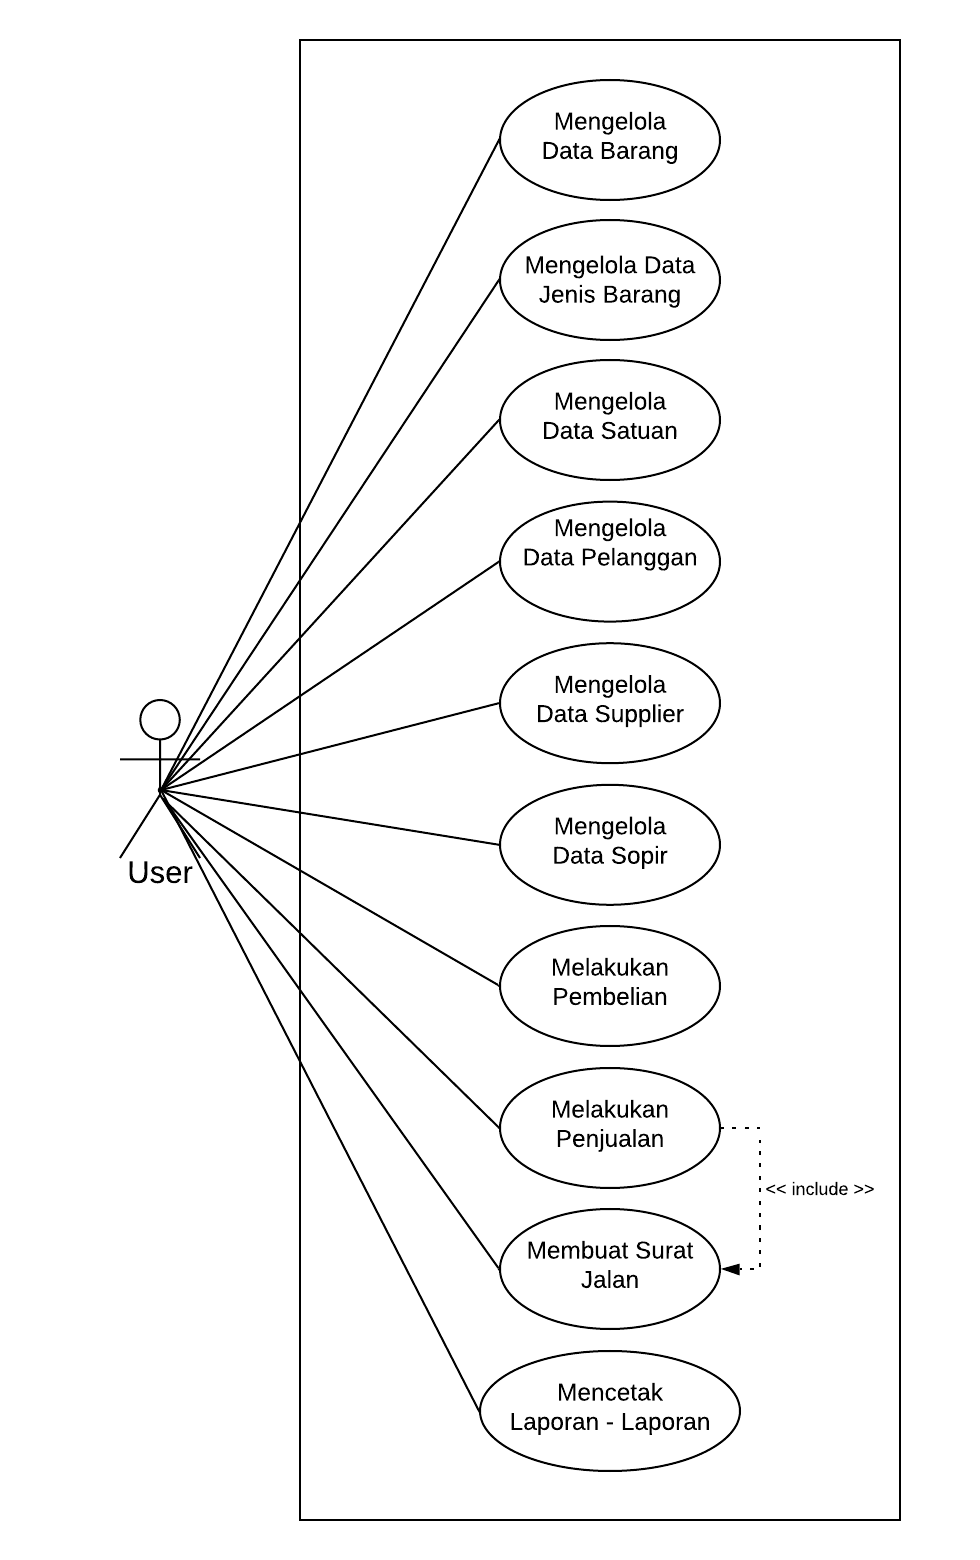 Mengelola
Data Barang
Mengelola Data
Jenis Barang
Mengelola
Data Satuan
Mengelola
Data Pelanggan
Mengelola
Data Supplier
Mengelola
Data Sopir
User
Melakukan
Pembelian
Melakukan
Penjualan
<< include >>
Membuat Surat
Jalan
Mencetak
Laporan - Laporan